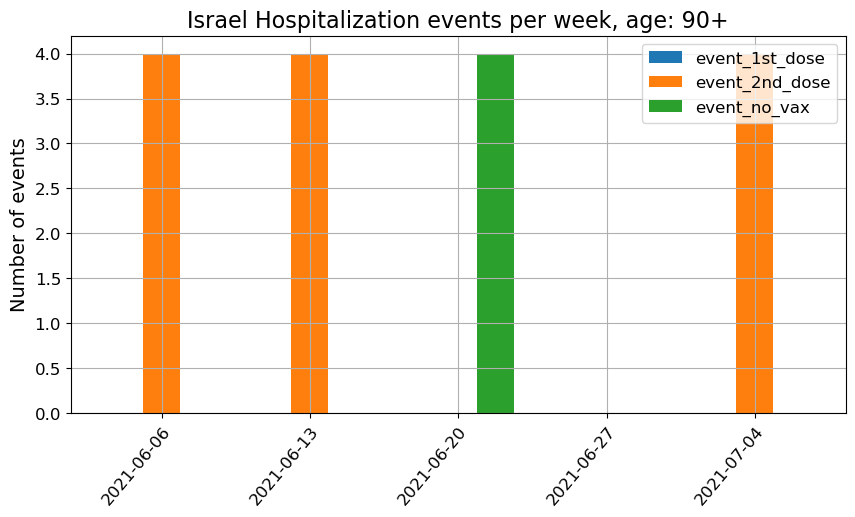 Israel Hospitalization events per week, age: 90+
Number of events
4.0
3.5
3.0
2.5
2.0
1.5
1.0
0.5
0.0
event_1st_dose
event_2nd_dose
event_no_vax
2021-06-06
2021-06-13
2021-06-20
2021-06-27
2021-07-04